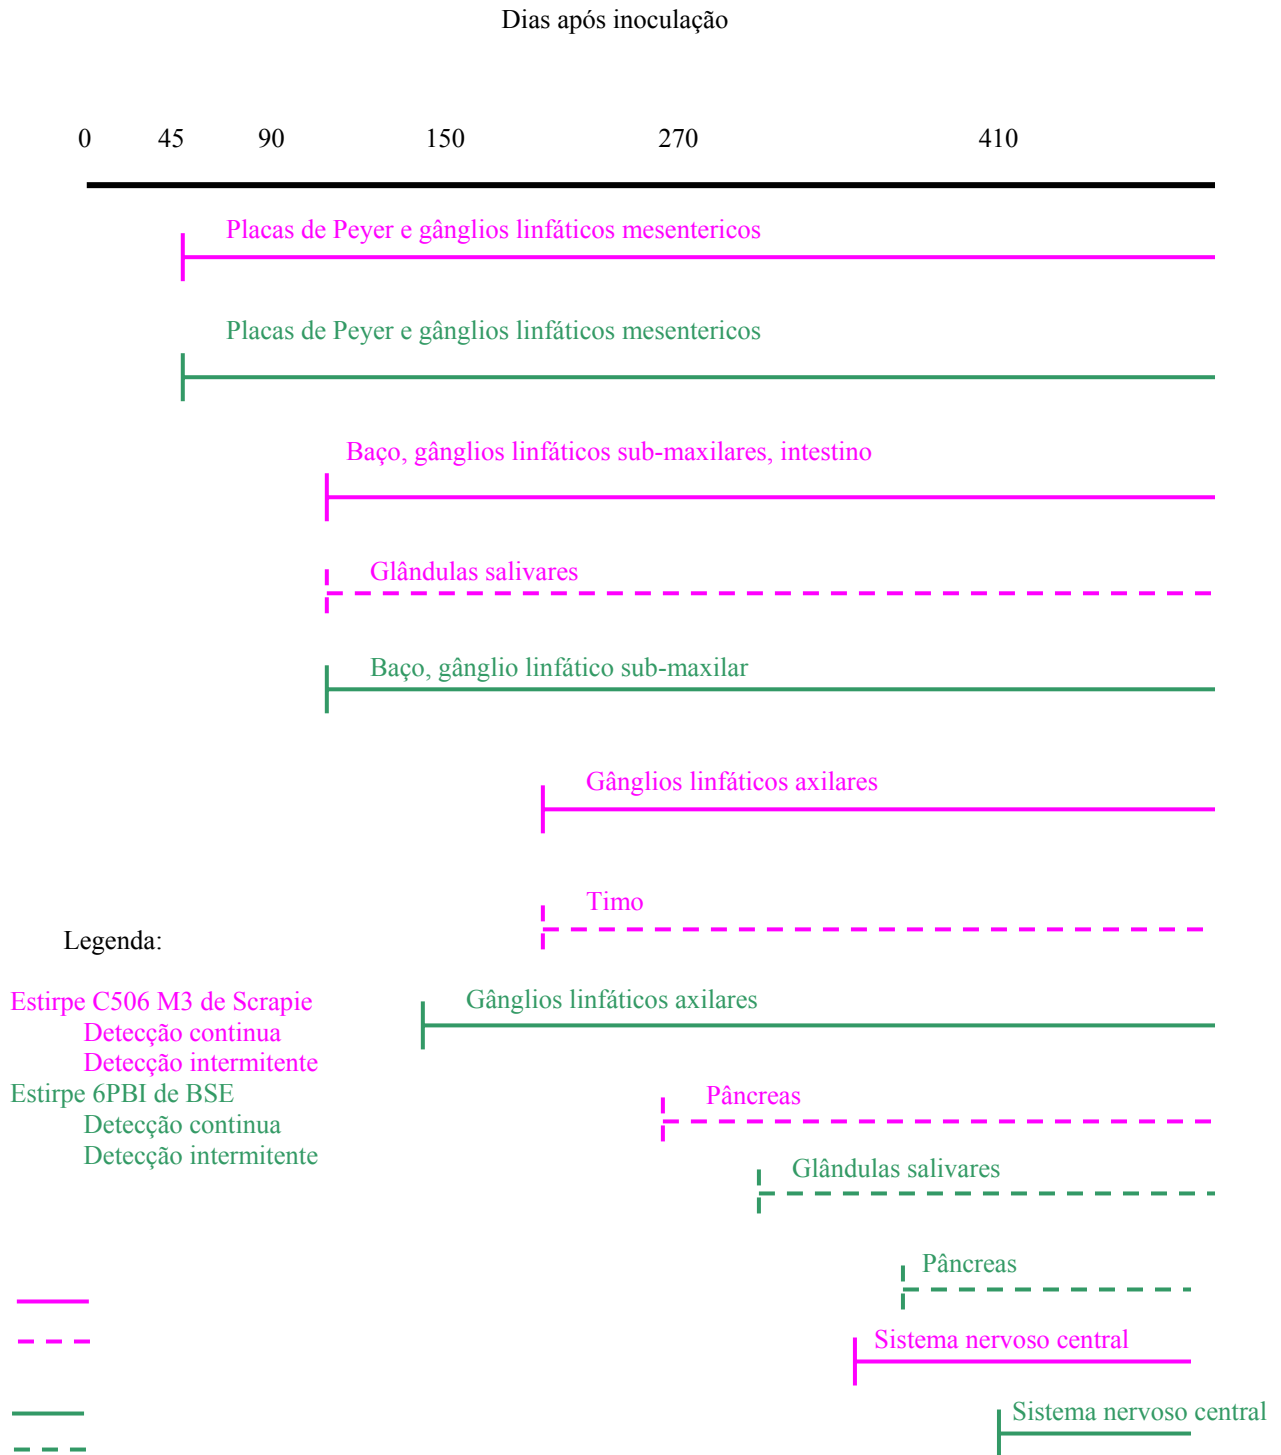 Dias após inoculação
0 45 90 150 270 410
Placas de Peyer e gânglios linfáticos mesentericos
Placas de Peyer e gânglios linfáticos mesentericos
Baço, gânglios linfáticos sub-maxilares, intestino
Glândulas salivares
Baço, gânglio linfático sub-maxilar
Gânglios linfáticos axilares
Timo
Legenda:
Estirpe C506 M3 de Scrapie
Detecção continua
Detecção intermitente
Estirpe 6PBI de BSE
Detecção continua
Detecção intermitente
Gânglios linfáticos axilares
Pâncreas
Glândulas salivares
Pâncreas
Sistema nervoso central
Sistema nervoso central